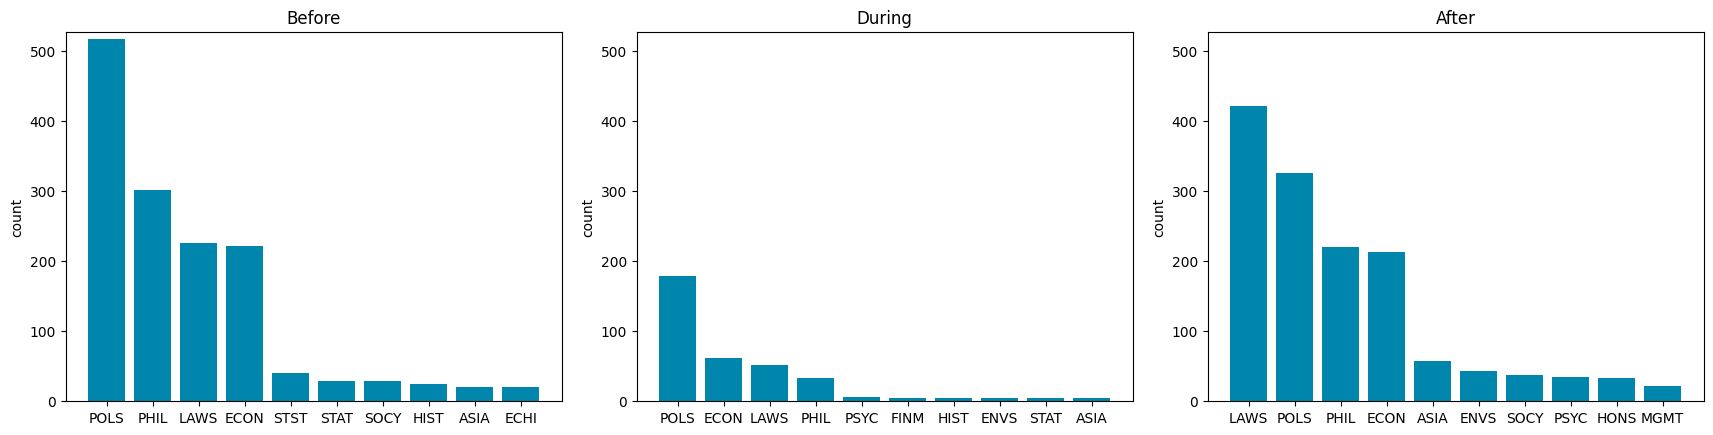 Before
count
500
400
300
200
100
0
POLS PHIL LAWS ECON STST STAT SOCY HIST ASIA ECHI
During
count
500
400
300
200
100
0
POLS ECON LAWS PHIL PSYC FINM HIST ENVS STAT ASIA
After
count
500
400
300
200
100
0
LAWS POLS PHIL ECON ASIA ENVS SOCY PSYC HONS MGMT